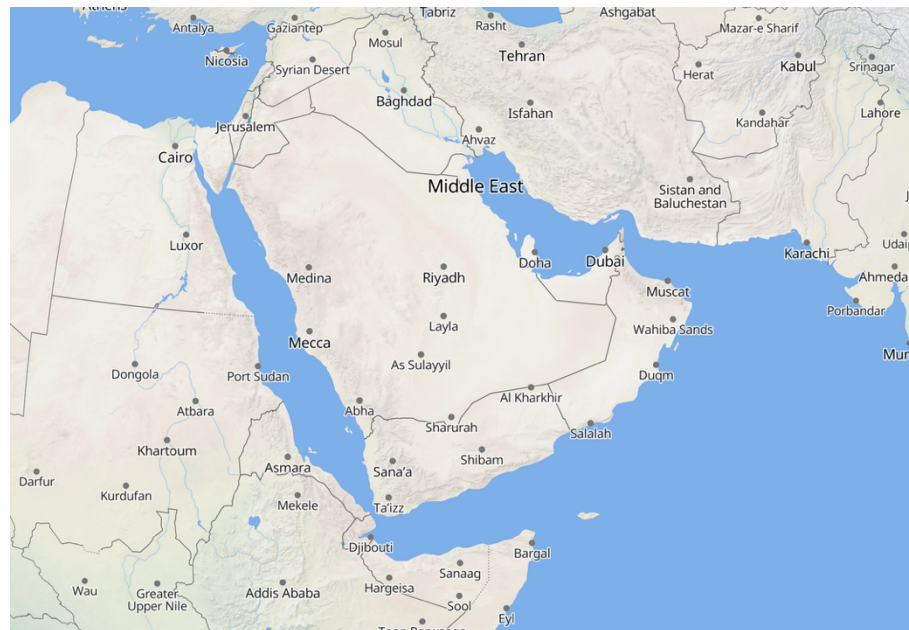 Athens
Antalya
Gaziantep
Tabriz
Rasht
Ashgabat
Mazar-e Sharif
Nicosia
Syrian Desert
Mosul
Tehran
Herat
Kabul
Srinagar
Baghdad
Isfahan
Kandahar
Lahore
Jerusalem
Ahvaz
Cairo
Middle East
Sistan and
Baluchestan
Luxor
Medina
Riyadh
Doha
Dubai
Karachi
Udaip
Ahmeda
Muscat
Porbandar
Mecca
Layla
Wahiba Sands
Mum
Dongola
Port Sudan
As Sulayyil
Duqm
Atbara
Abha
Al Kharkhir
Sharurah
Salalah
Khartoum
Asmara
Sana’a
Shibam
Darfur
Kurdufan
Mekele
Ta’izz
Djibouti
Bargal
Wau
Greater
Upper Nile
Addis Ababa
Hargeisa
Sanaag
Sool
Eyl